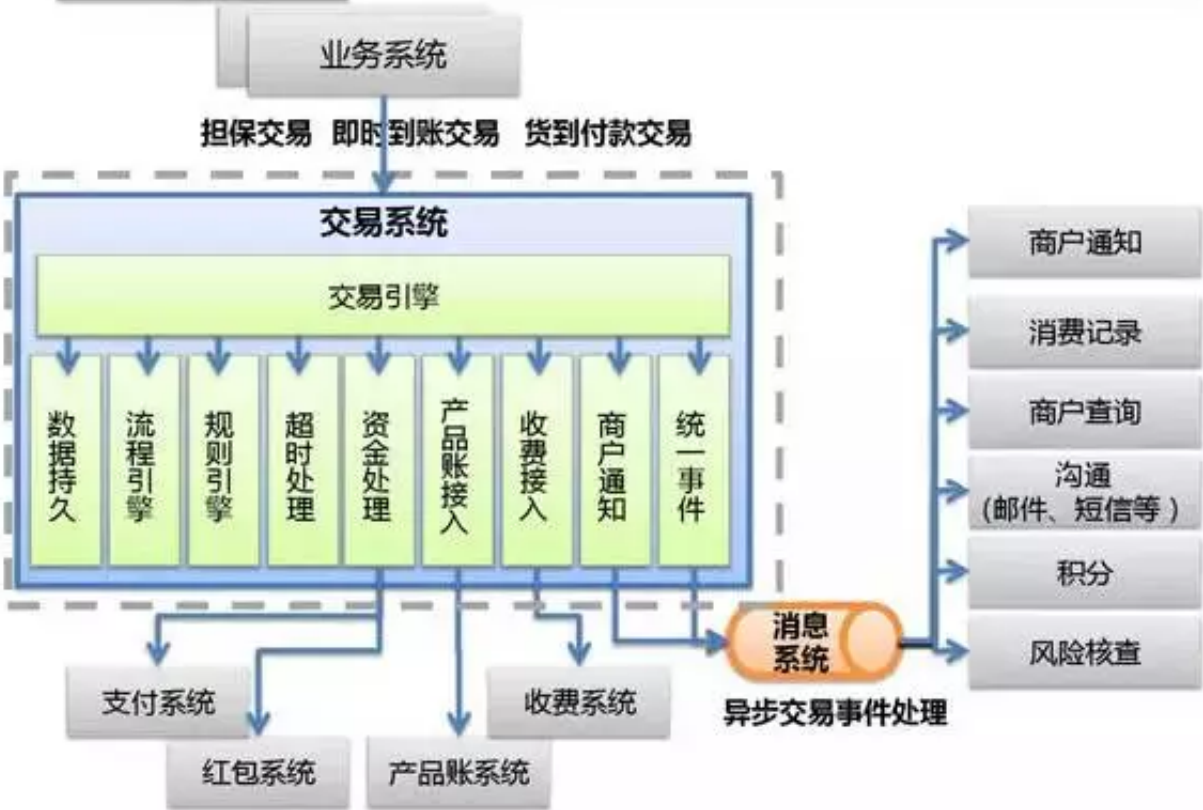 业务系统
担保交易 即时到账交易 货到付款交易
交易系统
交易引擎
数据持久
流程引擎
规则引擎
超时处理
资金处理
产品账接入
收费接入
商户通知
统一事件
商户通知
消费记录
商户查询
沟通
(邮件、短信等）
积分
风险核查
消息
系统
异步交易事件处理
支付系统
收费系统
红包系统
产品账系统